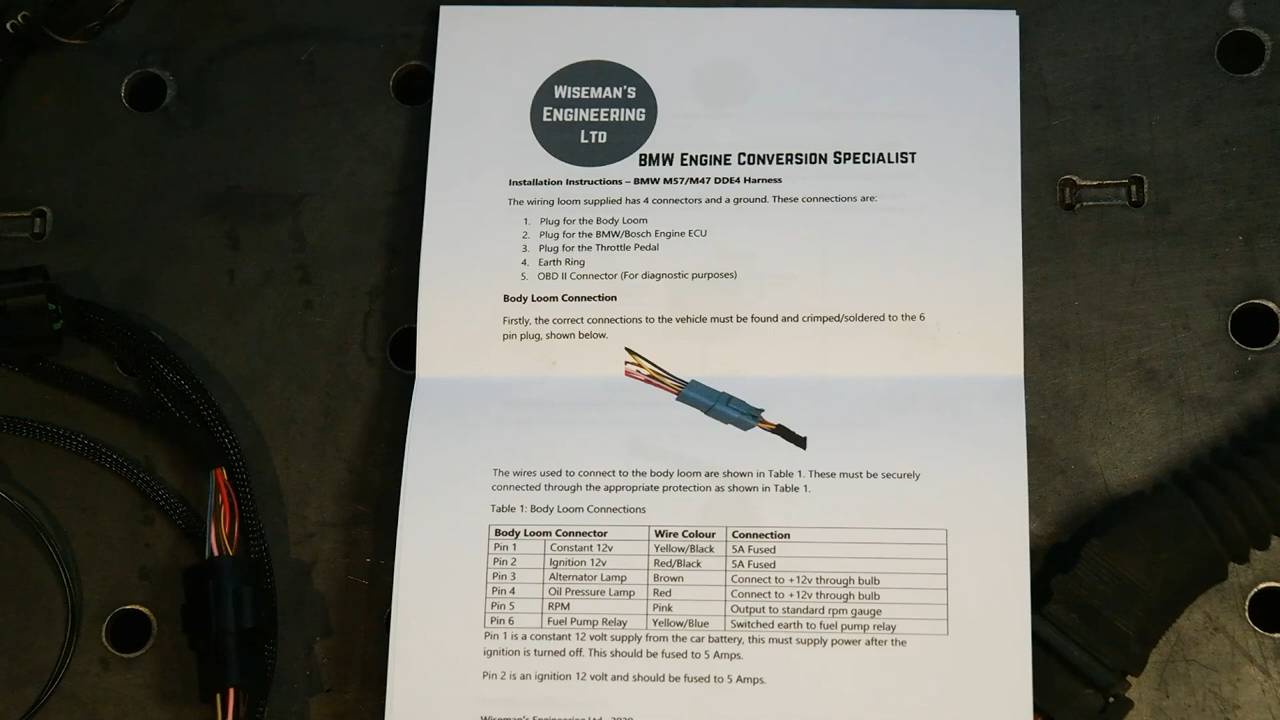 WISEMAN'S
ENGINEERING
LTD
BMW ENGINE CONVERSION SPECIALIST
Installation Instructions – BMW M57/M47 DDE4 Harness
The wiring loom supplied has 4 connectors and a ground. These connections are:
1. Plug for the Body Loom
2. Plug for the BMW/Bosch Engine ECU
3. Plug for the Throttle Pedal
4. Earth Ring
5. OBD II Connector (For diagnostic purposes)
Body Loom Connection
Firstly, the correct connections to the vehicle must be found and crimped/soldered to the 6
pin plug, shown below.
The wires used to connect to the body loom are shown in Table 1. These must be securely
connected through the appropriate protection as shown in Table 1.
Table 1: Body Loom Connections
Body Loom Connector Wire Colour Connection
Pin 1 Constant 12v Yellow/Black 5A Fused
Pin 2 Ignition 12v Red/Black 5A Fused
Pin 3 Alternator Lamp Brown Connect to +12v through bulb
Pin 4 Oil Pressure Lamp Red Connect to +12v through bulb
Pin 5 RPM Pink Output to standard rpm gauge
Pin 6 Fuel Pump Relay Yellow/Blue Switched earth to fuel pump relay
Pin 1 is a constant 12 volt supply from the car battery, this must supply power after the
ignition is turned off. This should be fused to 5 Amps.
Pin 2 is an ignition 12 volt and should be fused to 5 Amps.
Wiseman's Engineering Ltd